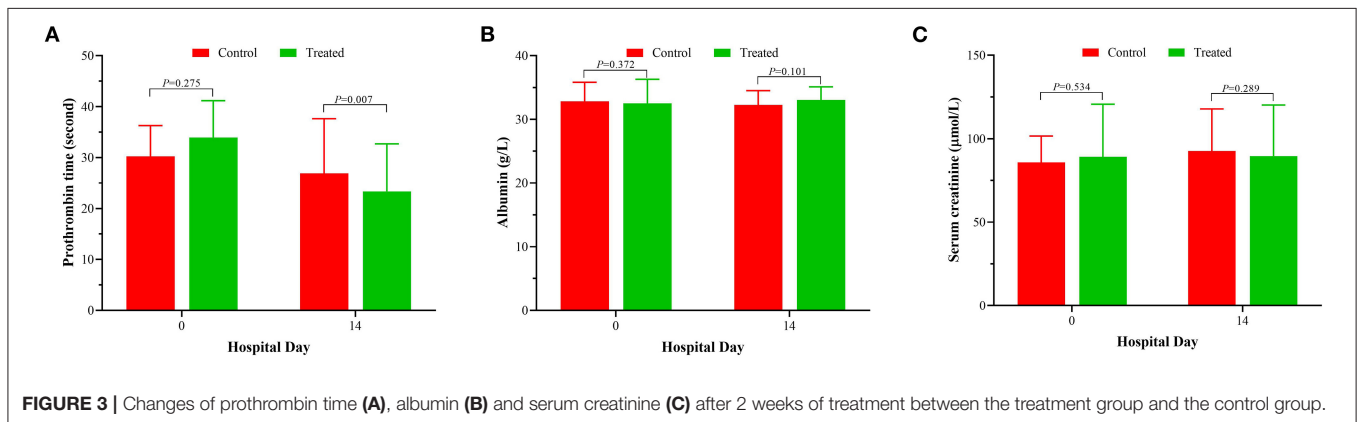 A
Control Treated
Prothrombin time (second)
50
40
30
20
10
0
P=0.275
P=0.007
0 14
Hospital Day
B
Control Treated
Albumin (g/L)
40
30
20
10
0
P=0.372
P=0.101
0 14
Hospital Day
C
Control Treated
Serum creatinine (μmol/L)
150
100
50
0
P=0.534
P=0.289
0 14
Hospital Day
FIGURE 3 | Changes of prothrombin time (A), albumin (B) and serum creatinine (C) after 2 weeks of treatment between the treatment group and the control group.